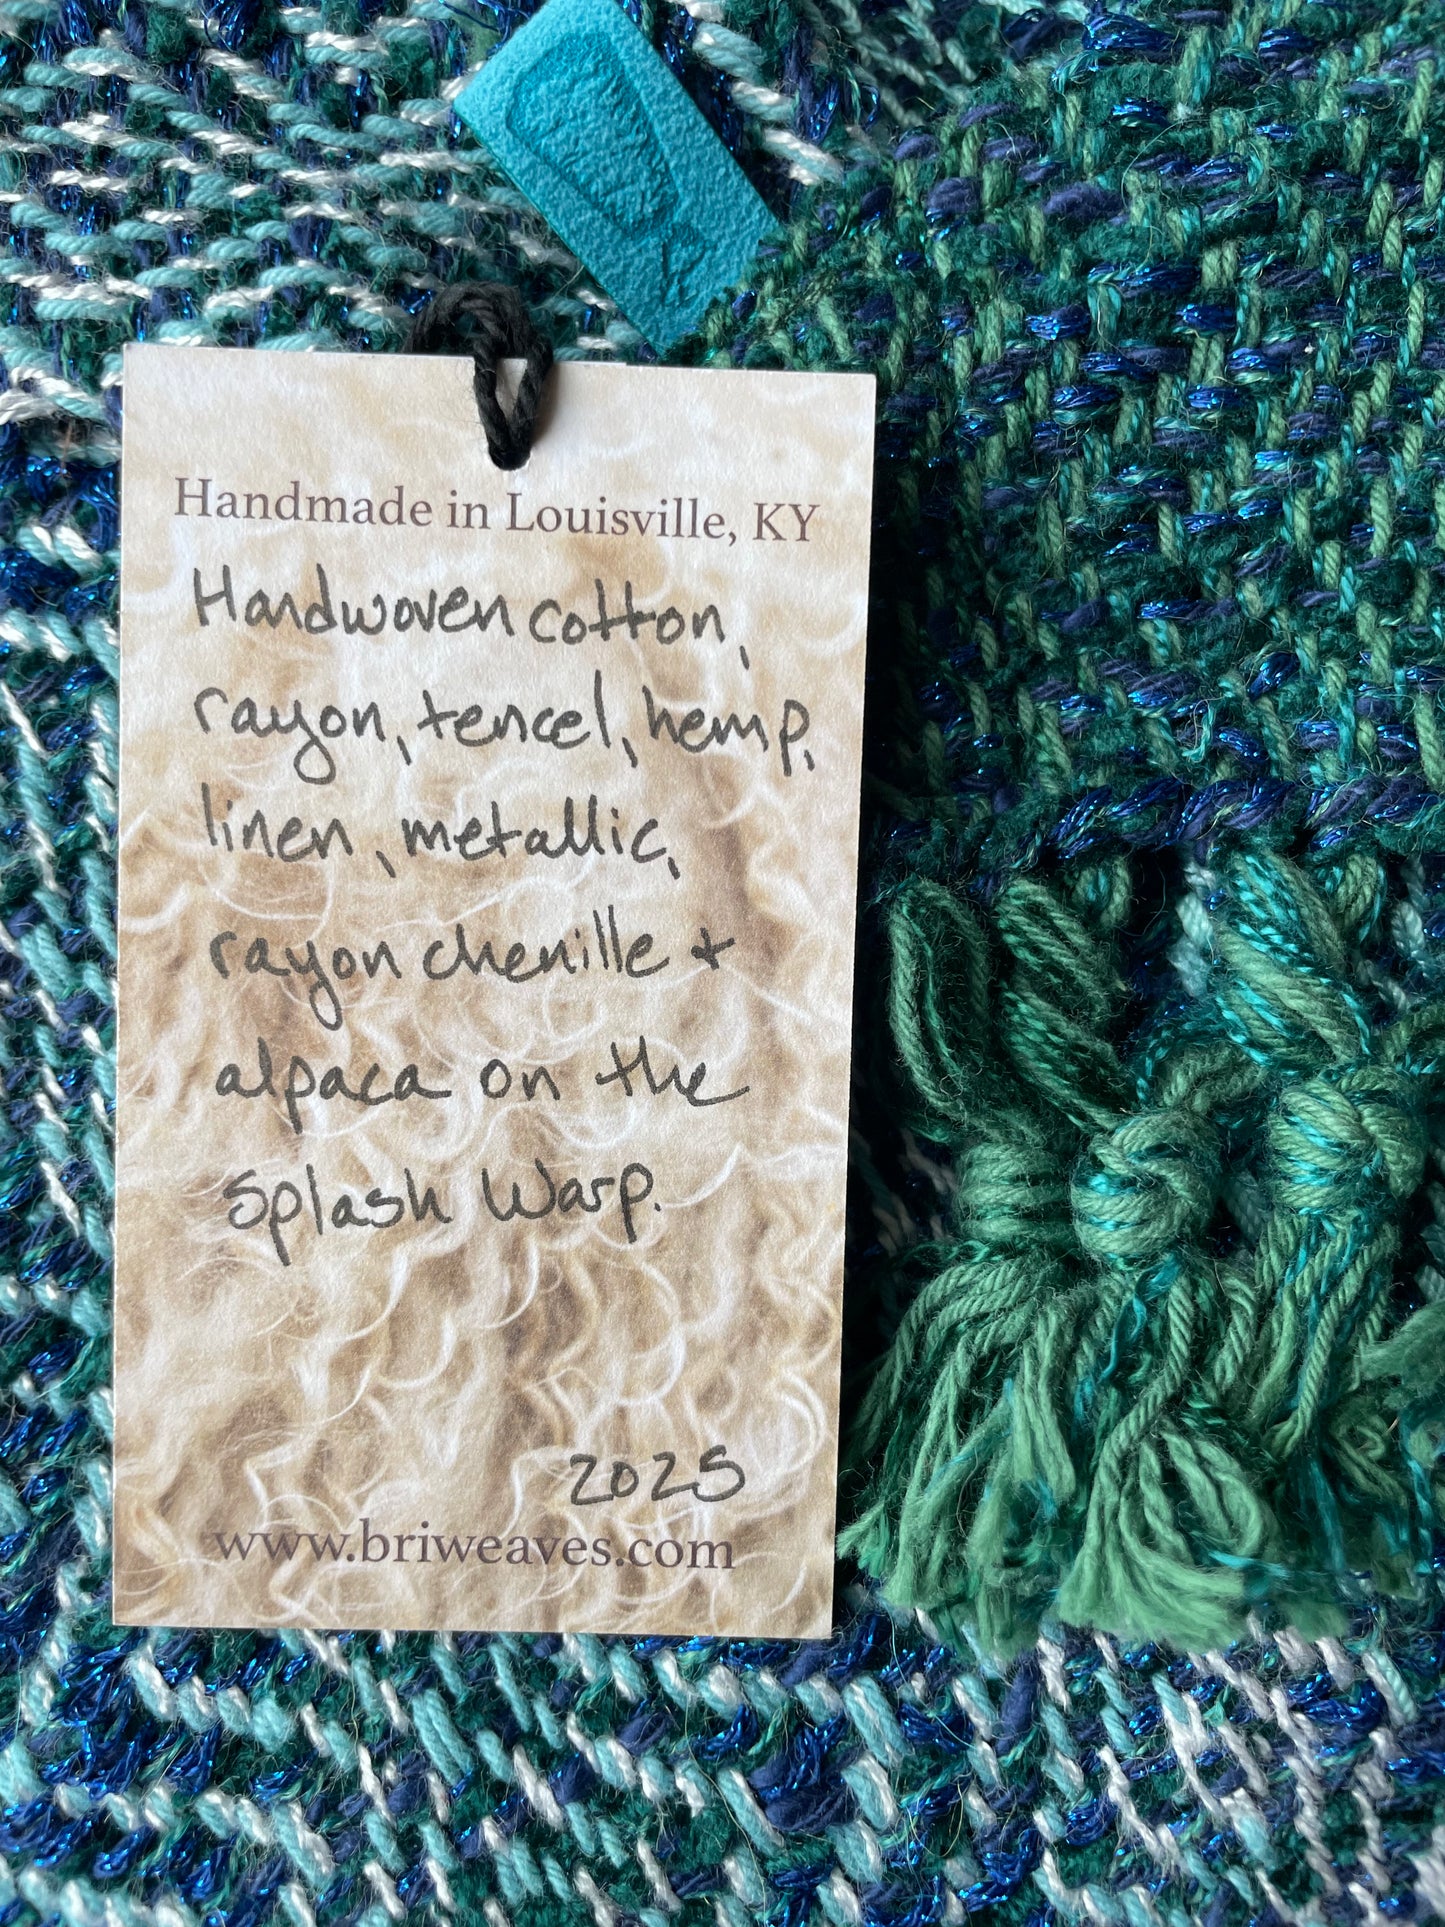 Handmade in Louisville, KY
Handwoven cotton,
rayon, tencel, hemp,
linen, metallic,
rayon chenille +
alpaca on the
Splash Warp.
2025
www.briweaves.com